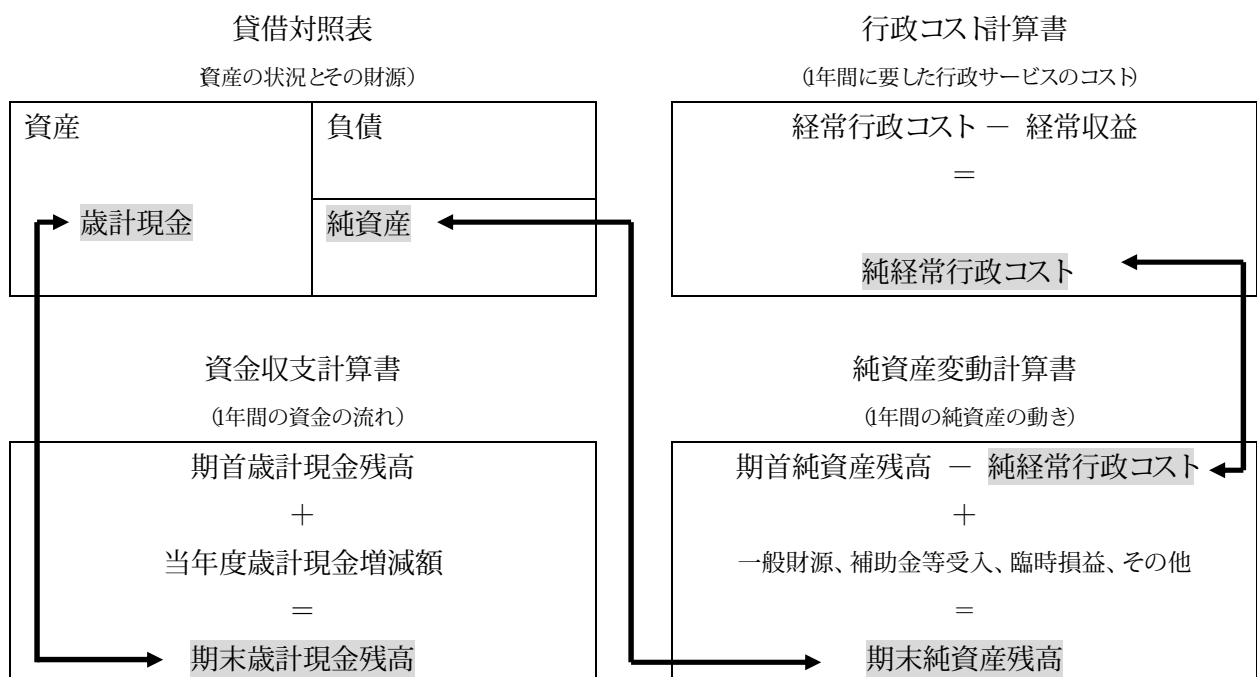 貸借対照表
(資産の状況とその財源)
資産
負債
歳計現金
純資産
行政コスト計算書
(1年間に要した行政サービスのコスト)
経常行政コスト － 経常収益
＝
純経常行政コスト
資金収支計算書
(1年間の資金の流れ)
期首歳計現金残高
＋
当年度歳計現金増減額
＝
期末歳計現金残高
純資産変動計算書
(1年間の純資産の動き)
期首純資産残高 － 純経常行政コスト
＋
一般財源、補助金等受入、臨時損益、その他
＝
期末純資産残高